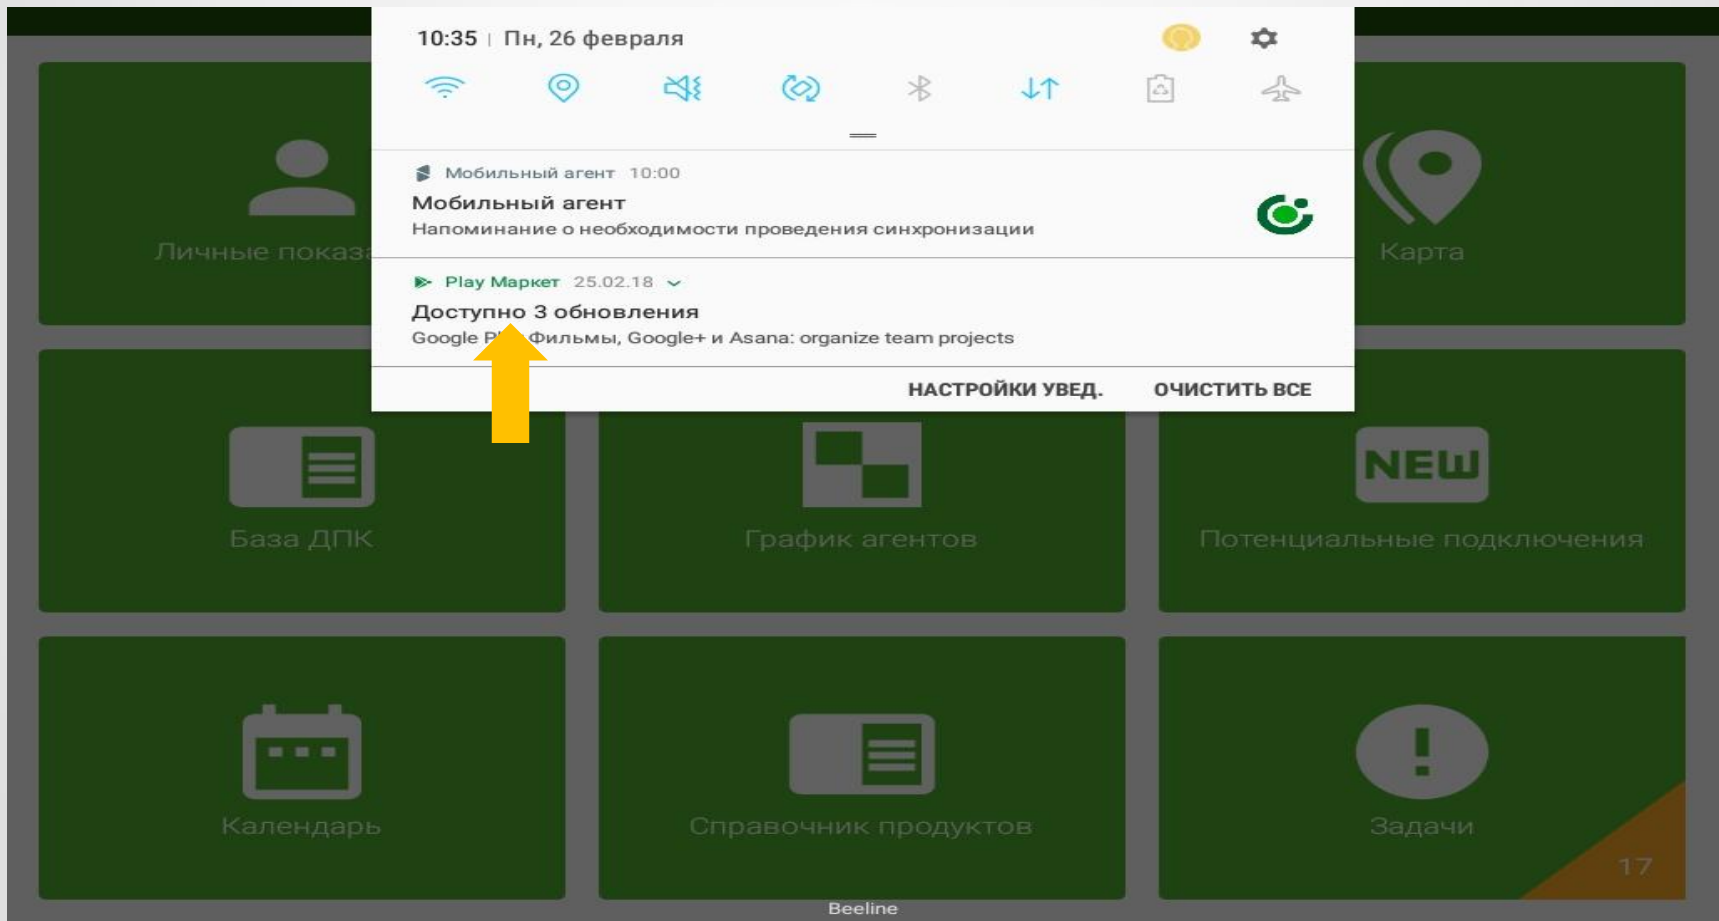 10:35 | Пн, 26 февраля
Мобильный агент 10:00
Мобильный агент
Напоминание о необходимости проведения синхронизации
Play Маркет 25.02.18
Доступно 3 обновления
Google Фильмы, Google+ и Asana: organize team projects
НАСТРОЙКИ УВЕД. ОЧИСТИТЬ ВСЕ
Личные
Карта
NEW
База ДПК
График агентов
Потенциальные подключения
Календарь
Справочник продуктов
Задачи
17
Beeline